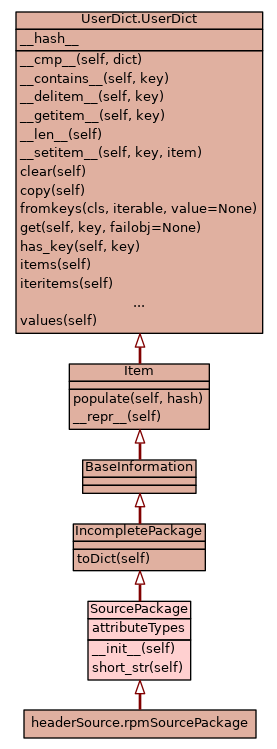 UserDict.UserDict
__hash__
__cmp__(self, dict)
__contains__(self, key)
__delitem__(self, key)
__getitem__(self, key)
__len__(self)
__setitem__(self, key, item)
clear(self)
copy(self)
fromkeys(cls, iterable, value=None)
get(self, key, failobj=None)
has_key(self, key)
items(self)
iteritems(self)
...
values(self)
Item
populate(self, hash)
__repr__(self)
BaseInformation
IncompletePackage
toDict(self)
SourcePackage
attributeTypes
__init__(self)
short_str(self)
headerSource.rpmSourcePackage